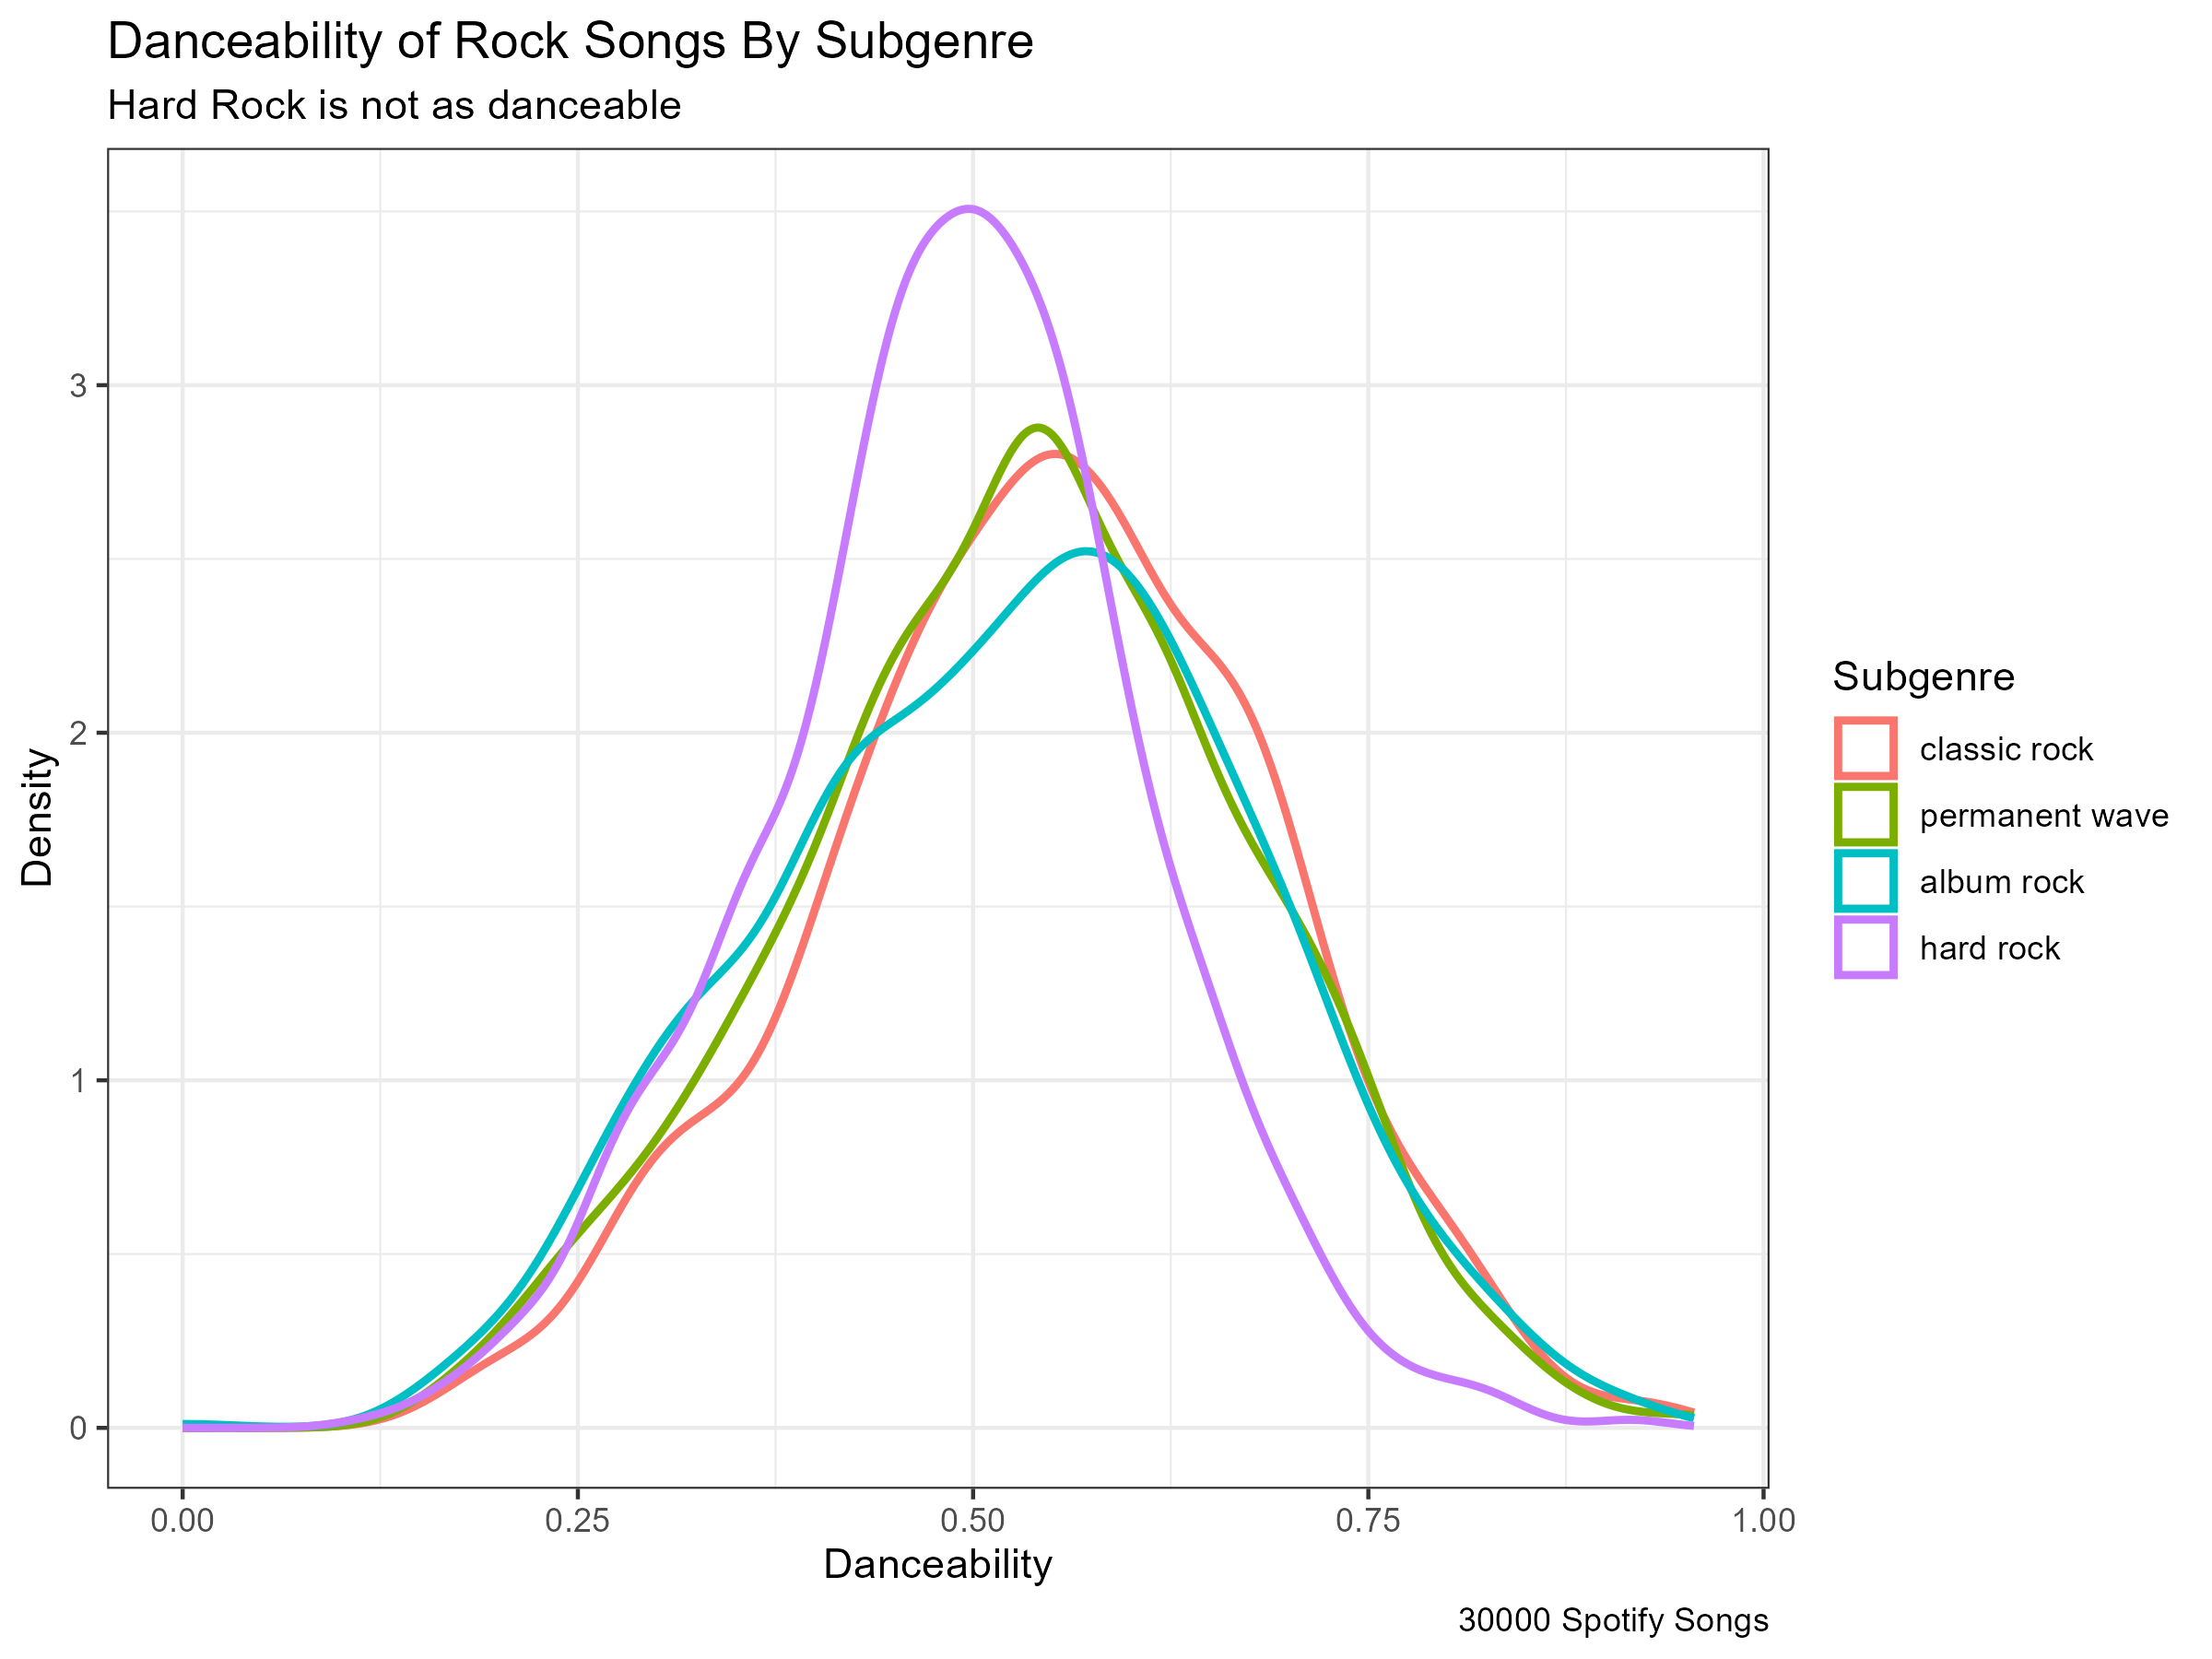 Danceability of Rock Songs By Subgenre
Hard Rock is not as danceable
Density
3
2
1
0
0.00 0.25 0.50 0.75 1.00
Danceability
Subgenre
classic rock
permanent wave
album rock
hard rock
30000 Spotify Songs